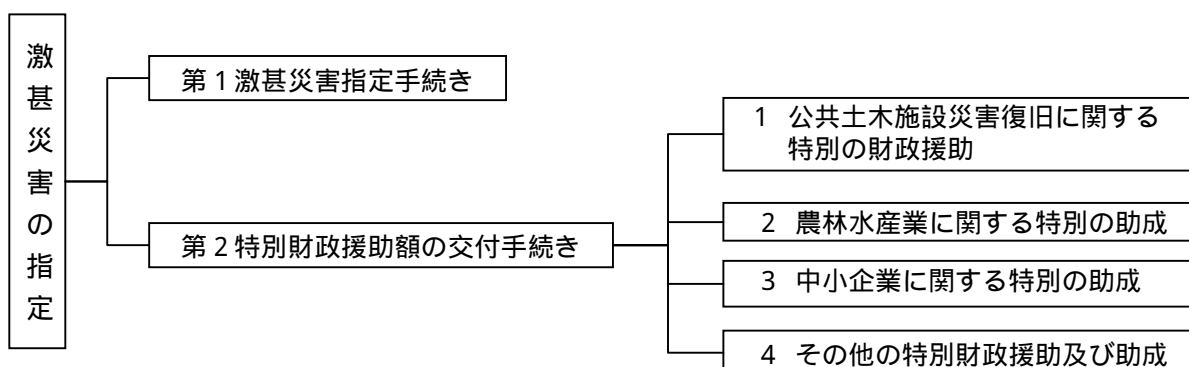 激甚災害の指定
第1激甚災害指定手続き
第2特別財政援助額の交付手続き
1 公共土木施設災害復旧に関する
特別の財政援助
2 農林水産業に関する特別の助成
3 中小企業に関する特別の助成
4 その他の特別財政援助及び助成